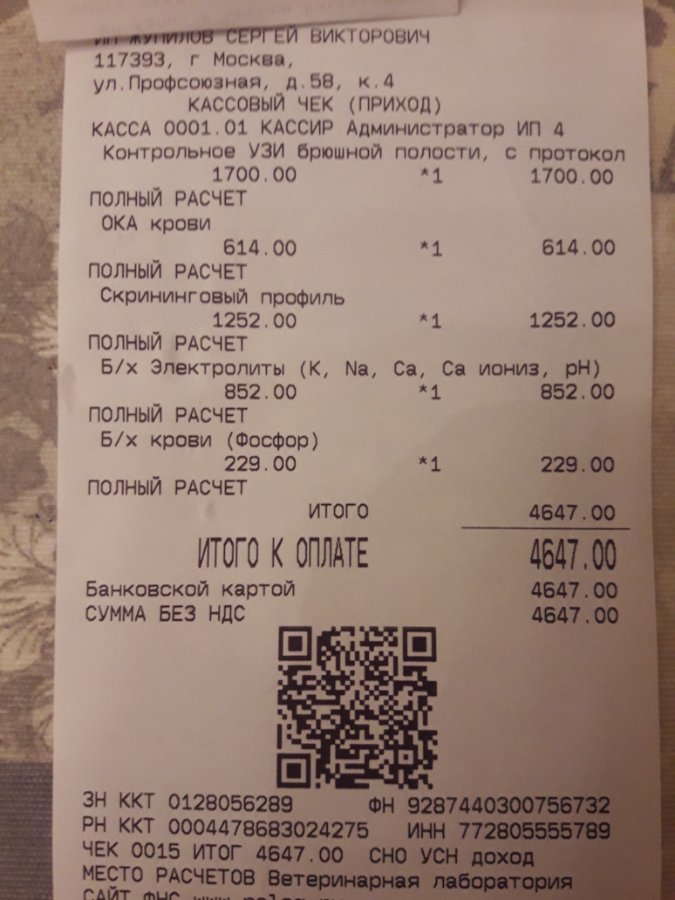 ИП ЖУПИЛОВ СЕРГЕЙ ВИКТОРОВИЧ
117393, г Москва,
ул.Профсоюзная, д.58, к.4
КАССОВЫЙ ЧЕК (ПРИХОД)
КАССА 0001.01 КАССИР Администратор ИП 4
Контрольное УЗИ брюшной полости, с протокол
1700.00 *1 1700.00
ПОЛНЫЙ РАСЧЕТ
ОКА крови
614.00 *1 614.00
ПОЛНЫЙ РАСЧЕТ
Скрининговый профиль
1252.00 *1 1252.00
ПОЛНЫЙ РАСЧЕТ
Б/х Электролиты (K, Na, Ca, Ca иониз, pH)
852.00 *1 852.00
ПОЛНЫЙ РАСЧЕТ
Б/х крови (Фосфор)
229.00 *1 229.00
ПОЛНЫЙ РАСЧЕТ
ИТОГО 4647.00
ИТОГО К ОПЛАТЕ 4647.00
Банковской картой 4647.00
СУММА БЕЗ НДС 4647.00
ЗН ККТ 0128056289 ФН 9287440300756732
РН ККТ 0004478683024275 ИНН 772805555789
ЧЕК 0015 ИТОГ 4647.00 СНО УСН доход
МЕСТО РАСЧЕТОВ Ветеринарная лаборатория
САЙТ ФНС